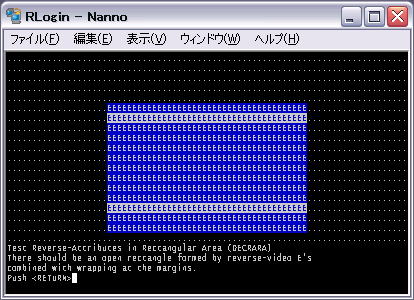 RLogin - Nanno
ファイル(F) 編集(E) 表示(V) ウィンドウ(W) ヘルプ(H)
EEEEEEEEEEEEEEEEEEEEEEEEEEEEEEEEEEEEEEEE
EEEEEEEEEEEEEEEEEEEEEEEEEEEEEEEEEEEEEEEE
EEEEEEEEEEEEEEEEEEEEEEEEEEEEEEEEEEEEEEEE
EEEEEEEEEEEEEEEEEEEEEEEEEEEEEEEEEEEEEEEE
EEEEEEEEEEEEEEEEEEEEEEEEEEEEEEEEEEEEEEEE
EEEEEEEEEEEEEEEEEEEEEEEEEEEEEEEEEEEEEEEE
EEEEEEEEEEEEEEEEEEEEEEEEEEEEEEEEEEEEEEEE
EEEEEEEEEEEEEEEEEEEEEEEEEEEEEEEEEEEEEEEE
EEEEEEEEEEEEEEEEEEEEEEEEEEEEEEEEEEEEEEEE
EEEEEEEEEEEEEEEEEEEEEEEEEEEEEEEEEEEEEEEE
EEEEEEEEEEEEEEEEEEEEEEEEEEEEEEEEEEEEEEEE
EEEEEEEEEEEEEEEEEEEEEEEEEEEEEEEEEEEEEEEE
EEEEEEEEEEEEEEEEEEEEEEEEEEEEEEEEEEEEEEEE
Test Reverse-Attributes in Rectangular Area (DECRARA)
There should be an open rectangle formed by reverse-video E's
combined with wrapping at the margins.
Push <RETURN>